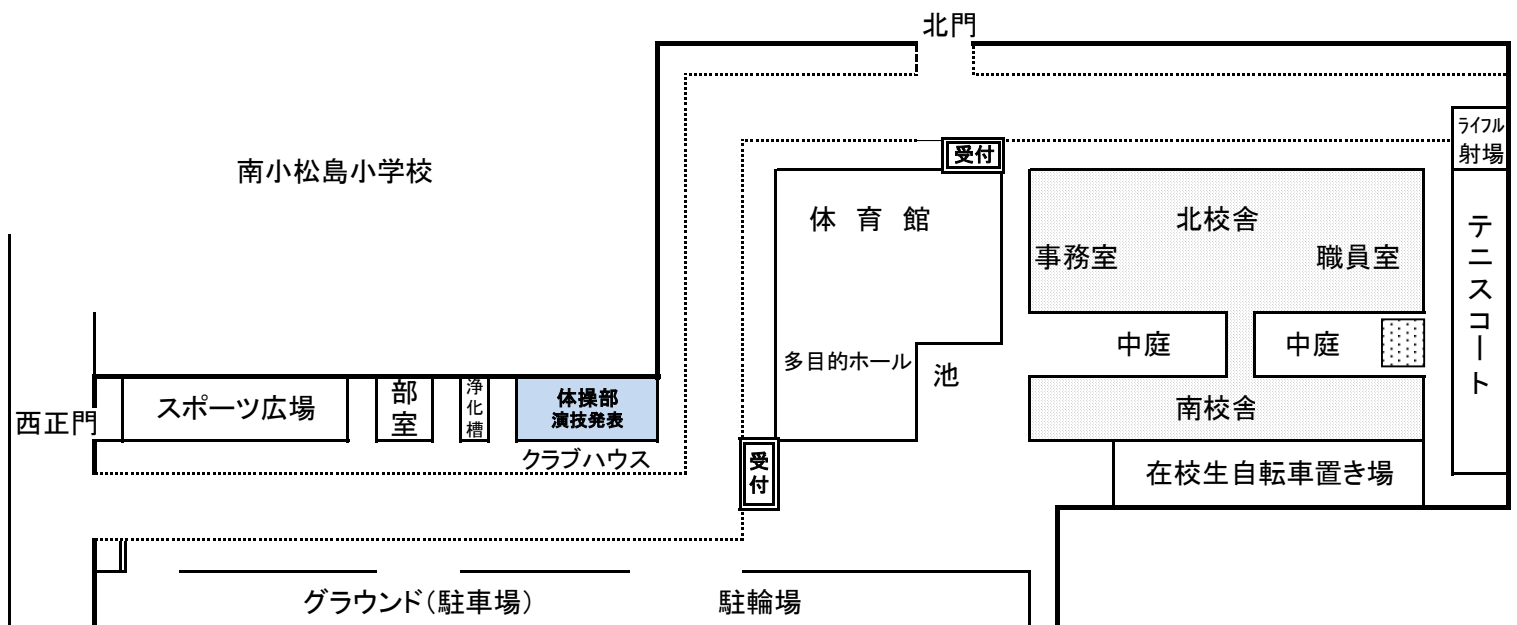 北門
ライフル
射場
受付
南小松島小学校
体育館
北校舎
事務室
職員室
テニスコート
中庭
中庭
多目的ホール
池
部室
浄化槽
体操部
演技発表
スポーツ広場
南校舎
西正門
クラブハウス
受付
在校生自転車置き場
グラウンド(駐車場)
駐輪場